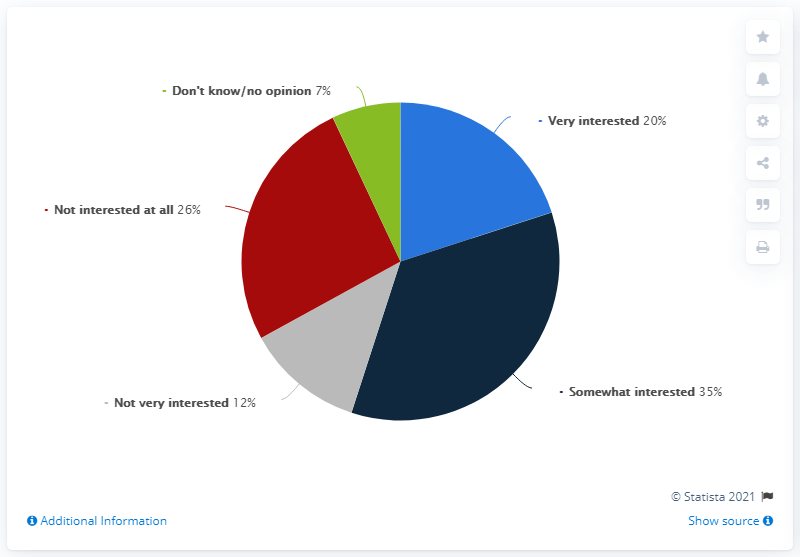 Don't know/no opinion 7%
Very interested 20%
Not interested at all 26%
Not very interested 12%
Somewhat interested 35%
© Statista 2021
Additional Information
Show source